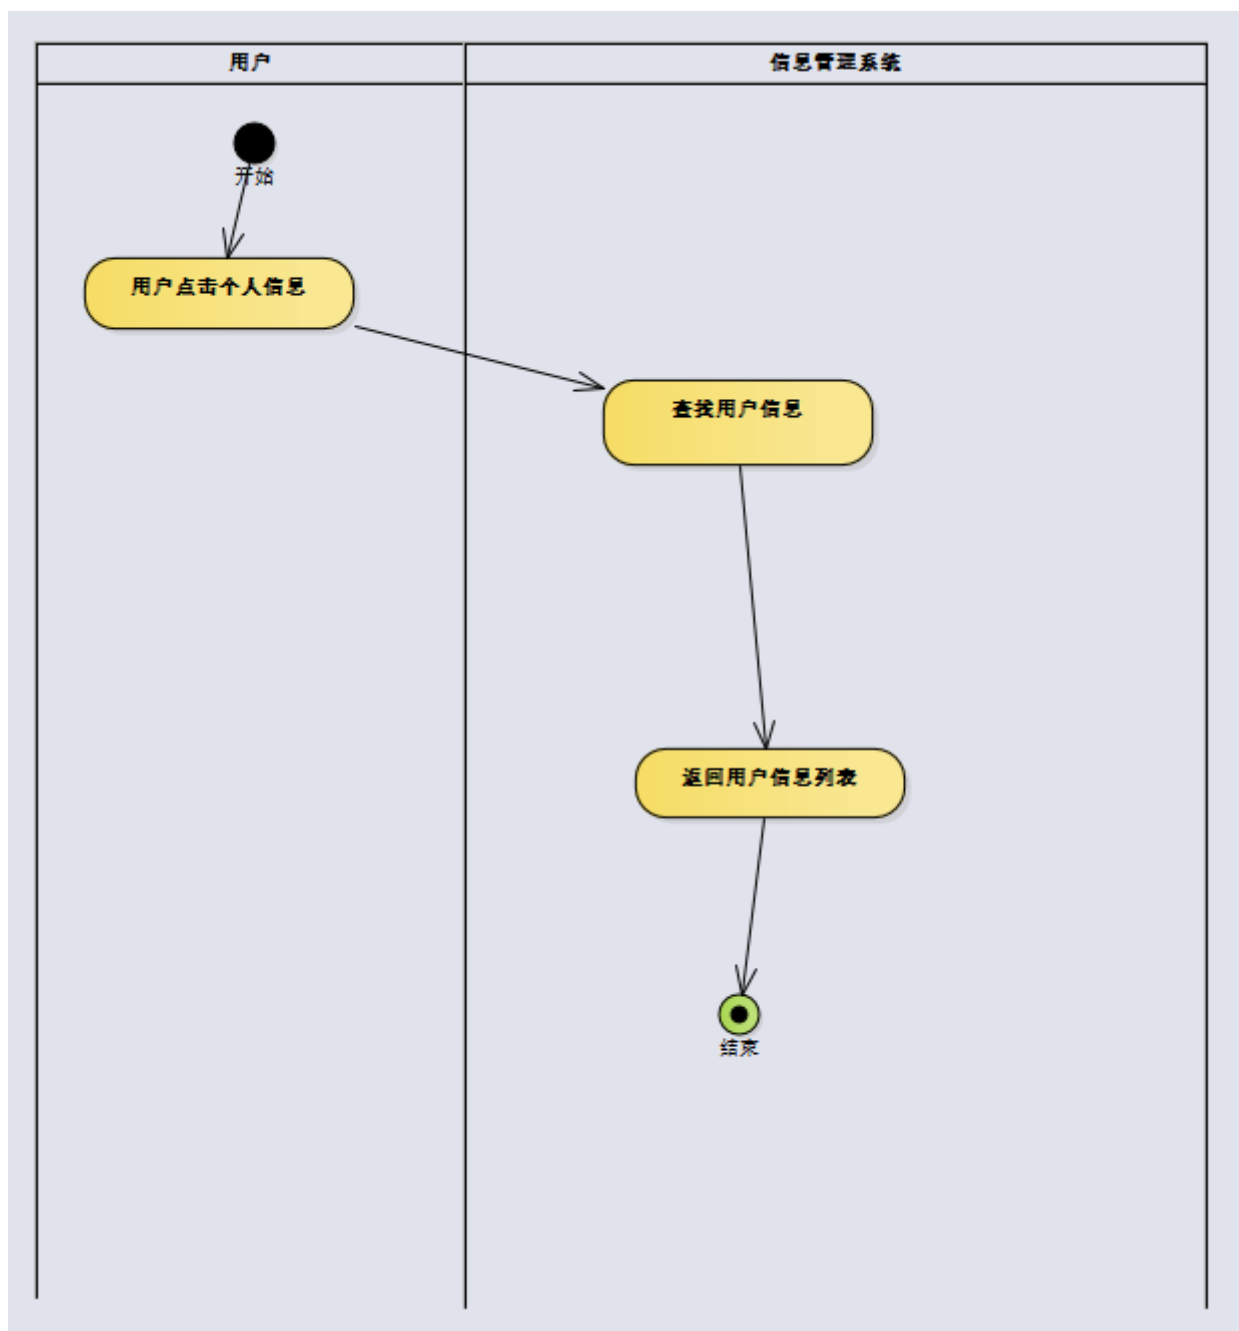 用户
信息管理系统
开始
用户点击个人信息
查找用户信息
返回用户信息列表
结束